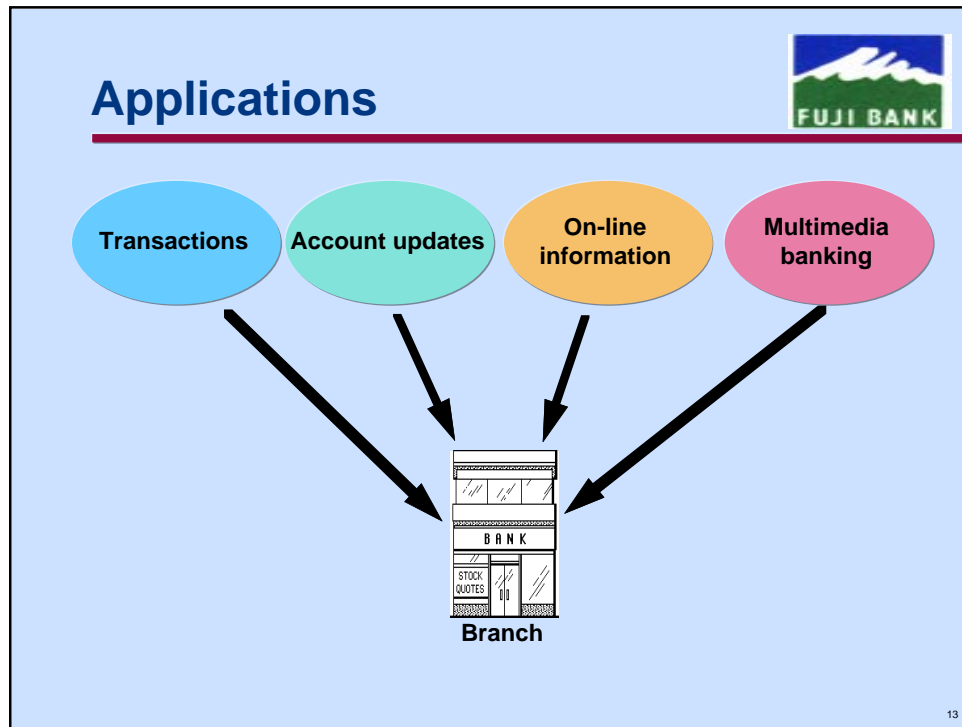 Applications
FUJI BANK
Transactions
Account updates
On-line
information
Multimedia
banking
BANK
STOCK
QUOTES
Branch
13